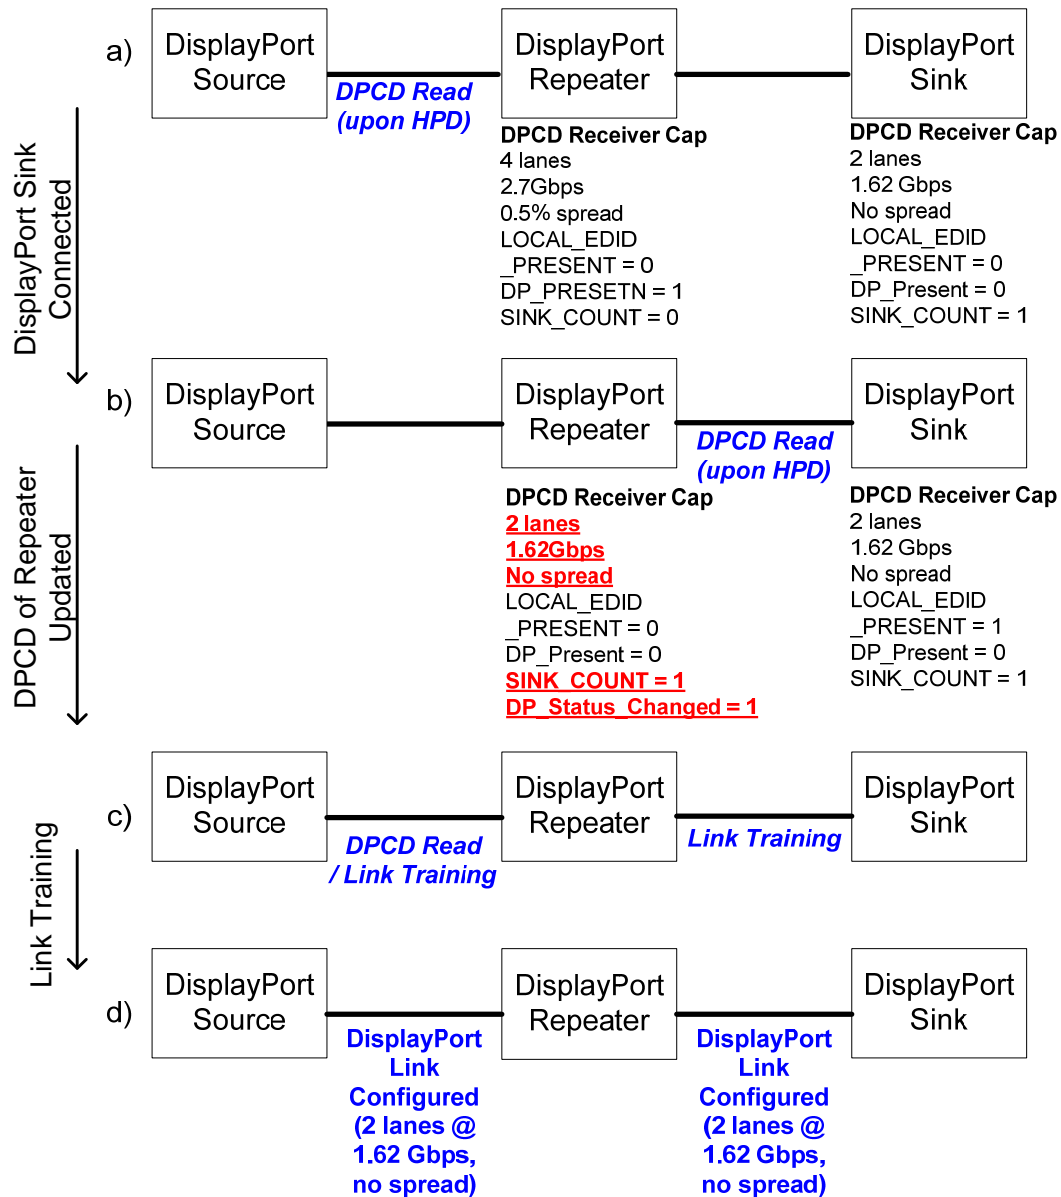 a)
DisplayPort
Source
DPCD Read
(upon HPD)
DisplayPort
Repeater
DisplayPort
Sink
DPCD Receiver Cap
4 lanes
2.7Gbps
0.5% spread
LOCAL_EDID
_PRESENT = 0
DP_PRESETN = 1
SINK_COUNT = 0
DPCD Receiver Cap
2 lanes
1.62 Gbps
No spread
LOCAL_EDID
_PRESENT = 0
DP_Present = 0
SINK_COUNT = 1
DisplayPort Sink
Connected
b)
DisplayPort
Source
DisplayPort
Repeater
DPCD Read
(upon HPD)
DisplayPort
Sink
DPCD Receiver Cap
2 lanes
1.62Gbps
No spread
LOCAL_EDID
_PRESENT = 0
DP_Present = 0
SINK_COUNT = 1
DP_Status_Changed = 1
DPCD Receiver Cap
2 lanes
1.62 Gbps
No spread
LOCAL_EDID
_PRESENT = 1
DP_Present = 0
SINK_COUNT = 1
DPCD of Repeater
Updated
c)
DisplayPort
Source
DPCD Read
/ Link Training
DisplayPort
Repeater
Link Training
DisplayPort
Sink
Link Training
d)
DisplayPort
Source
DisplayPort
Link
Configured
(2 lanes @
1.62 Gbps,
no spread)
DisplayPort
Repeater
DisplayPort
Link
Configured
(2 lanes @
1.62 Gbps,
no spread)
DisplayPort
Sink